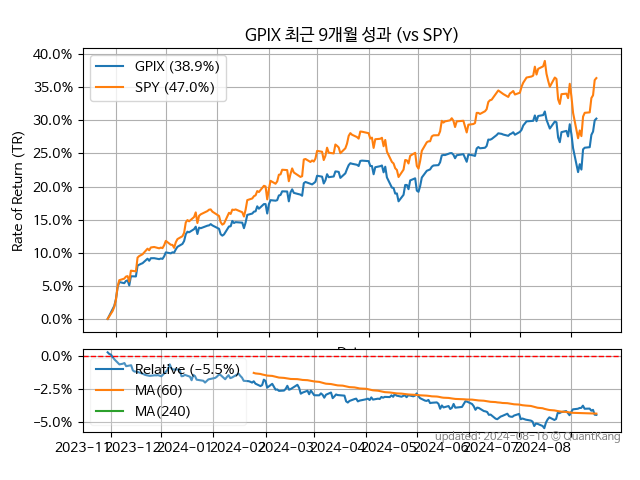 GPIX 최근 9개월 성과 (vs SPY)
Rate of Return (TR)
40.0%
35.0%
30.0%
25.0%
20.0%
15.0%
10.0%
5.0%
0.0%
GPIX (38.9%)
SPY (47.0%)
0.0%
−2.5%
−5.0%
Relative (−5.5%)
MA(60)
MA(240)
2023−11
2023−12
2024−01
2024−02
2024−03
2024−04
2024−05
2024−06
2024−07
2024−08
updated: 2024−08−16 © QuantKang